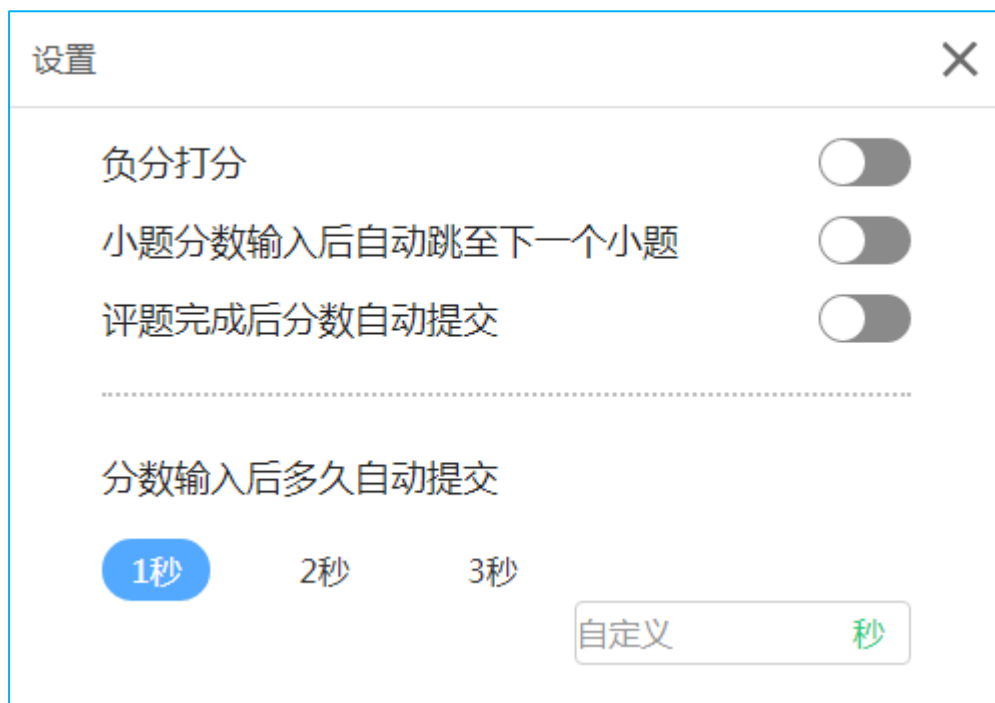 设置
负分打分
小题分数输入后自动跳至下一个小题
评题完成后分数自动提交
分数输入后多久自动提交
1秒 2秒 3秒
自定义 秒